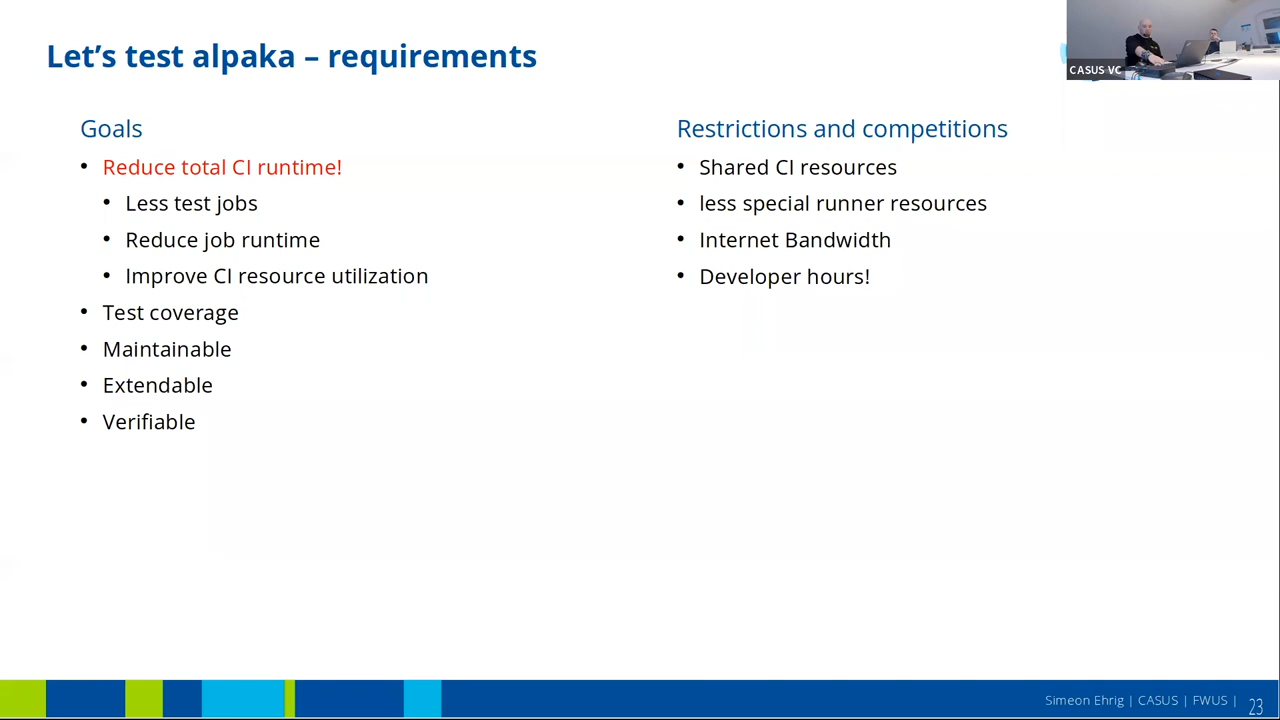 Let's test alpaka – requirements
CASUS VC
Goals
• Reduce total CI runtime!
• Less test jobs
• Reduce job runtime
• Improve CI resource utilization
• Test coverage
• Maintainable
• Extendable
• Verifiable
Restrictions and competitions
• Shared CI resources
• less special runner resources
• Internet Bandwidth
• Developer hours!
Simeon Ehrig | CASUS | FWUS | 23